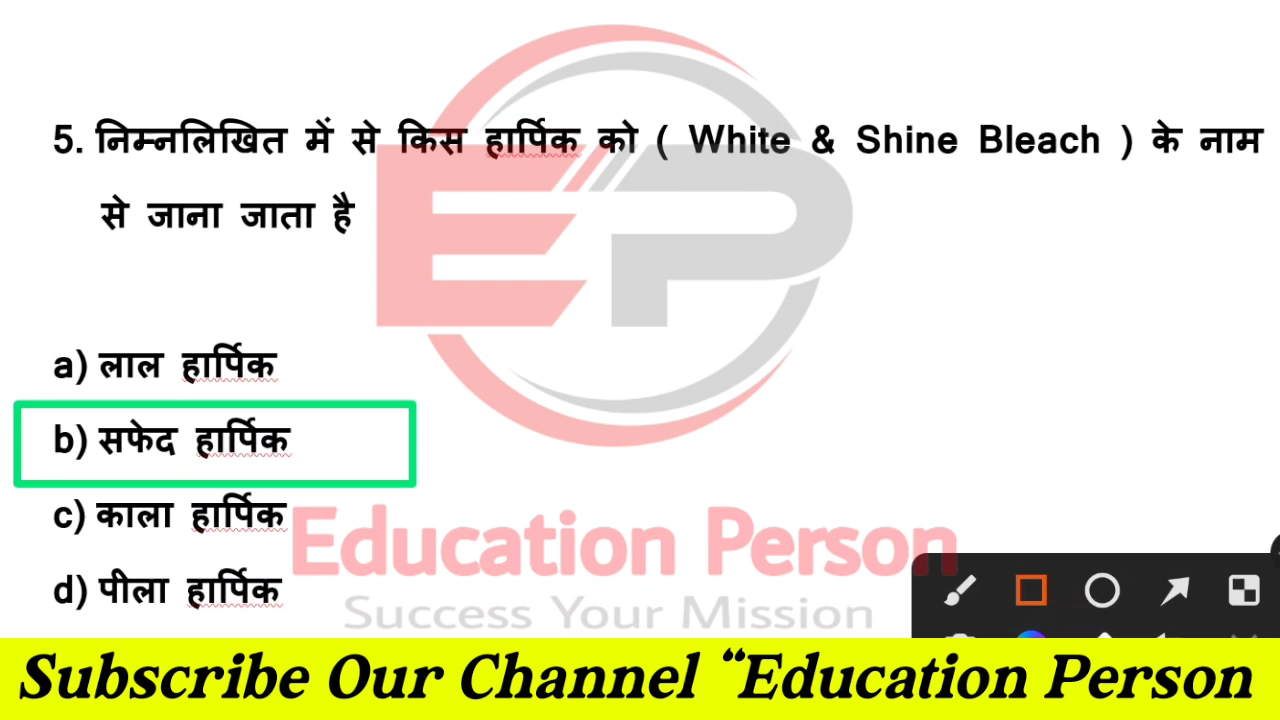 5. निम्नलिखित में से किस हार्पिक को ( White & Shine Bleach ) के नाम
से जाना जाता है
EP
a) लाल हार्पिक
b) सफेद हार्पिक
c) काला हार्पिक
d) पीला हार्पिक
Education Person
Success Your Mission
Subscribe Our Channel “Education Person